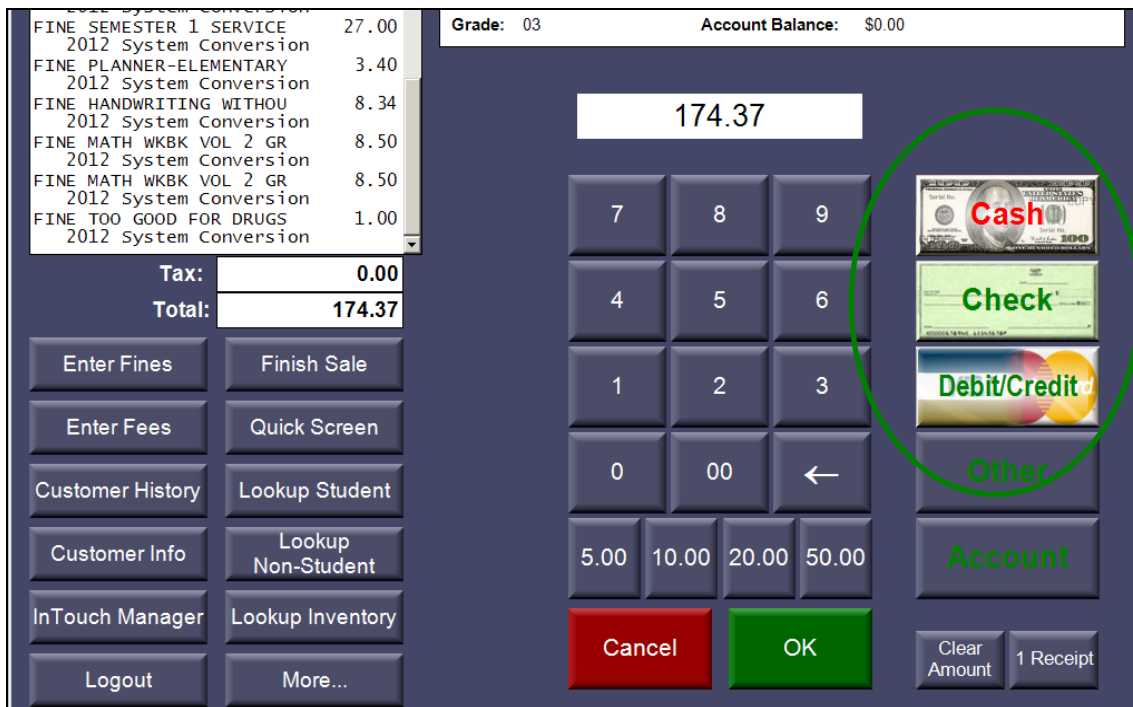 2012 System Conversion
FINE SEMESTER 1 SERVICE 27.00
2012 System Conversion
FINE PLANNER-ELEMENTARY 3.40
2012 System Conversion
FINE HANDWRITING WITHOU 8.34
2012 System Conversion
FINE MATH WKBK VOL 2 GR 8.50
2012 System Conversion
FINE MATH WKBK VOL 2 GR 8.50
2012 System Conversion
FINE TOO GOOD FOR DRUGS 1.00
2012 System Conversion
Tax: 0.00
Total: 174.37
Enter Fines
Finish Sale
Enter Fees
Quick Screen
Customer History
Lookup Student
Customer Info
Lookup
Non-Student
InTouch Manager
Lookup Inventory
Logout
More...
Grade: 03 Account Balance: $0.00
174.37
7 8 9
4 5 6
1 2 3
0 00 ←
5.00 10.00 20.00 50.00
Cancel OK
Cash
100 100
Check
Debit/Credit
Other
Account
Clear
Amount
1 Receipt